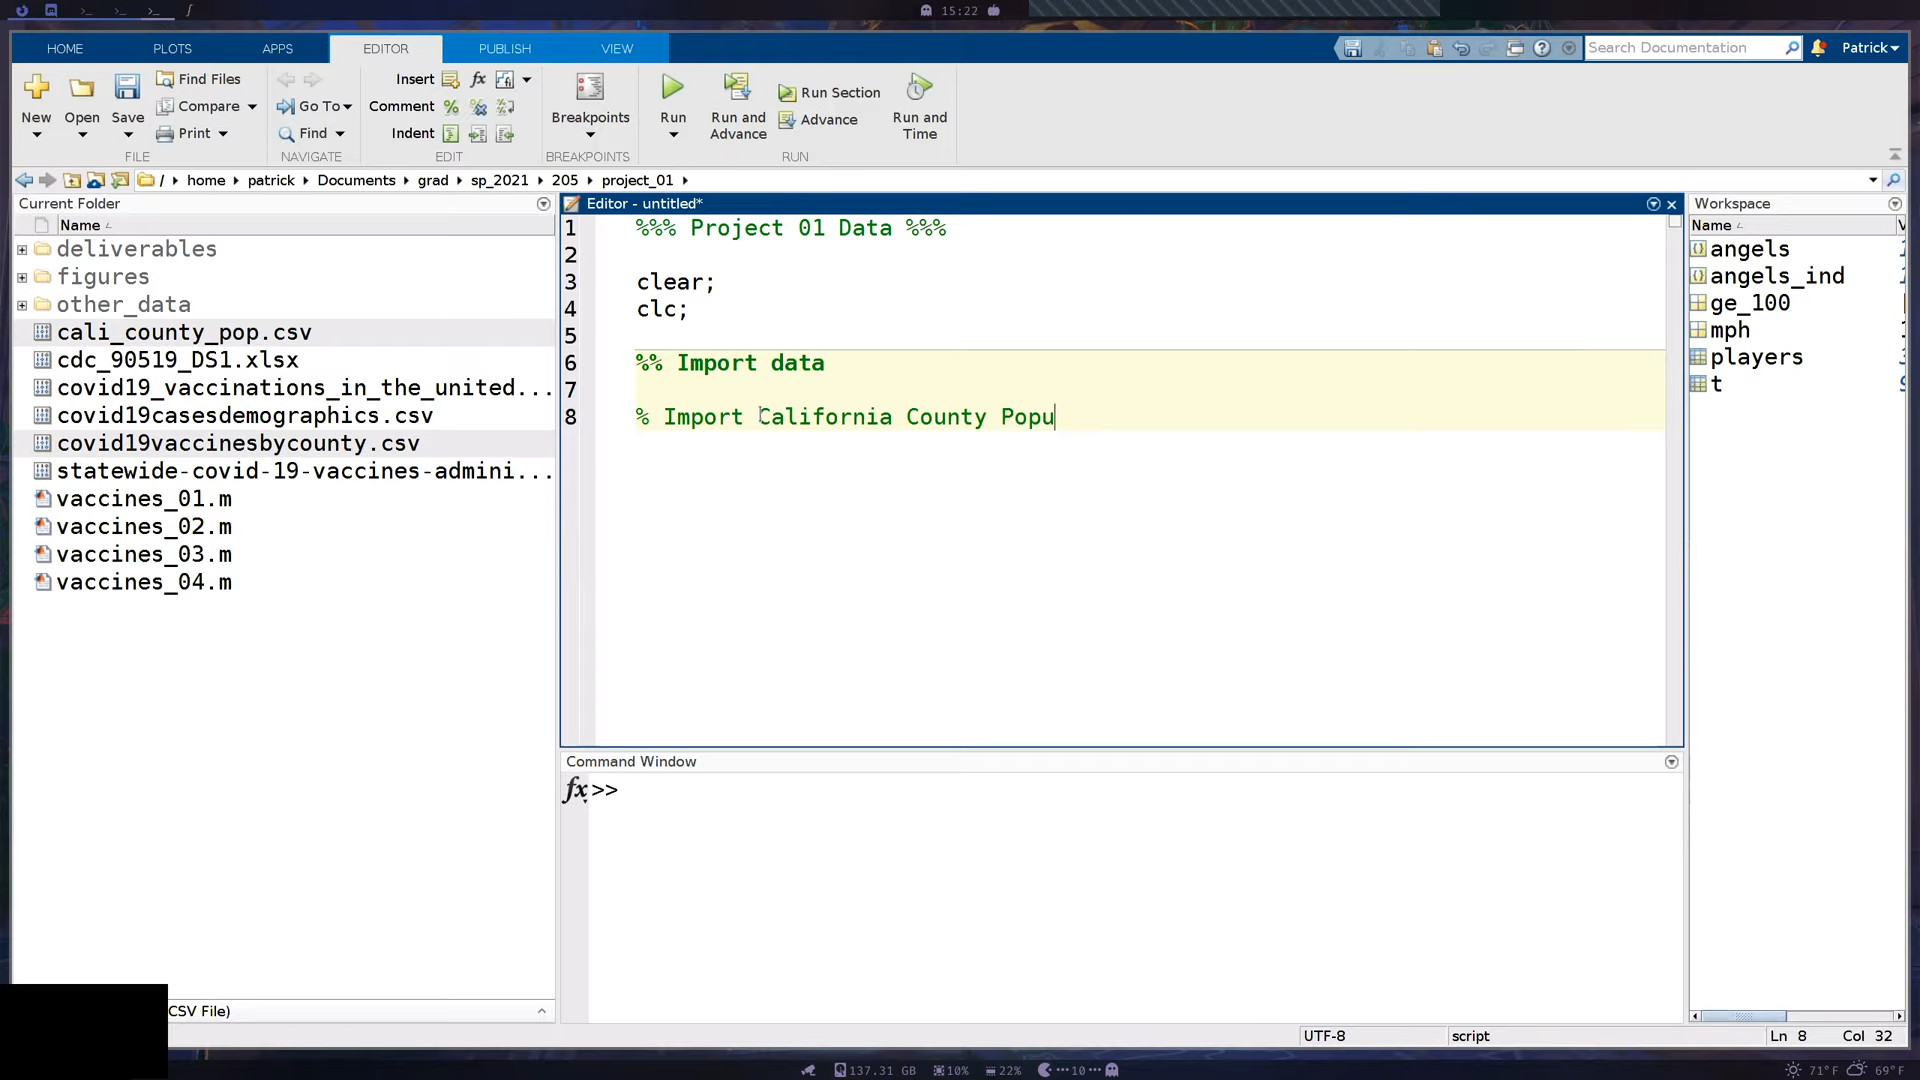 15:22
HOME PLOTS APPS EDITOR PUBLISH VIEW
Search Documentation
Patrick
New
Open
Save
Find Files
Compare
Print
FILE
Go To
Find
NAVIGATE
Insert
Comment
Indent
EDIT
Breakpoints
BREAKPOINTS
Run
Run and Advance
Run Section
Advance
Run and Time
RUN
/ home patrick Documents grad sp_2021 205 project_01
Current Folder
Name
deliverables
figures
other_data
cali_county_pop.csv
cdc_90519_DS1.xlsx
covid19_vaccinations_in_the_united...
covid19casesdemographics.csv
covid19vaccinesbycounty.csv
statewide-covid-19-vaccines-admini...
vaccines_01.m
vaccines_02.m
vaccines_03.m
vaccines_04.m
CSV File)
Editor - untitled*
1 %%% Project 01 Data %%%
2
3 clear;
4 clc;
5
6 %% Import data
7
8 % Import California County Popu
Command Window
fx >>
Workspace
Name
angels
angels_ind
ge_100
mph
players
t
UTF-8
script
Ln 8 Col 32
137.31 GB 10% 22% 10
71°F 69°F